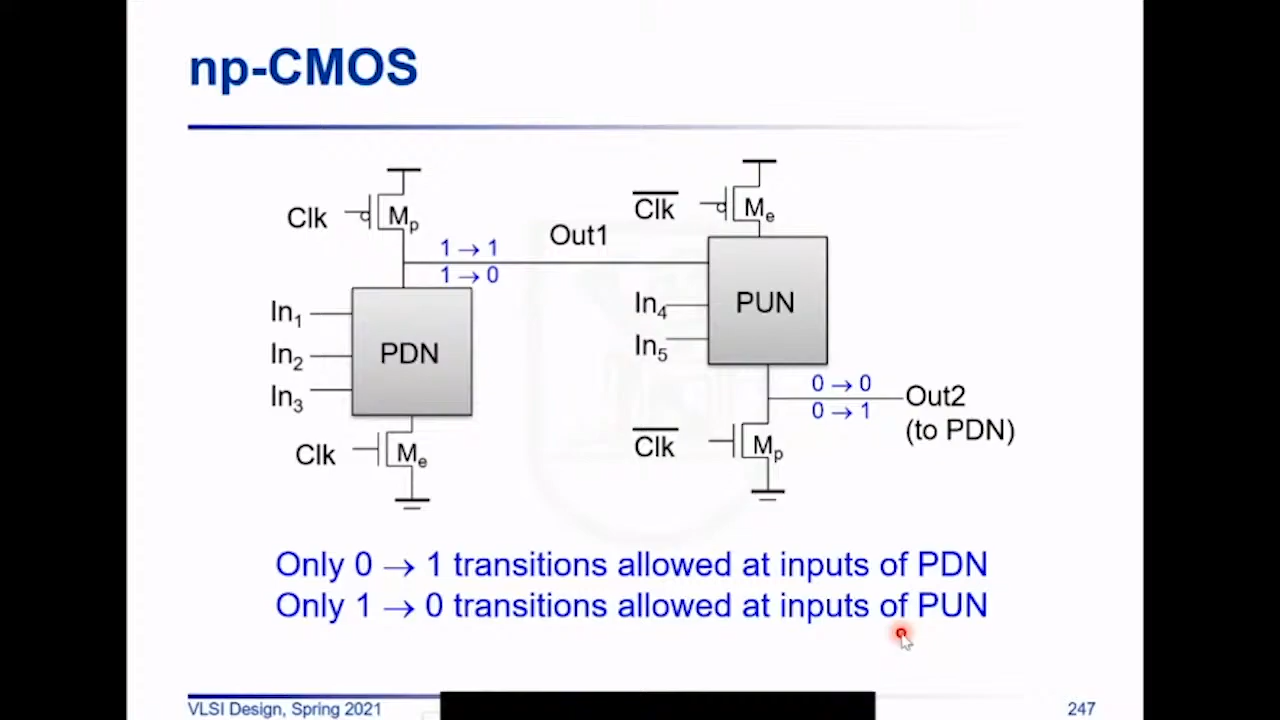 np-CMOS
Clk
Mp
1 → 1
1 → 0
Out1
In1
In2
In3
PDN
Clk
Me
C̅l̅k̅
Me
In4
In5
PUN
0 → 0
0 → 1
Out2
(to PDN)
C̅l̅k̅
Mp
Only 0 → 1 transitions allowed at inputs of PDN
Only 1 → 0 transitions allowed at inputs of PUN
VLSI Design, Spring 2021
247